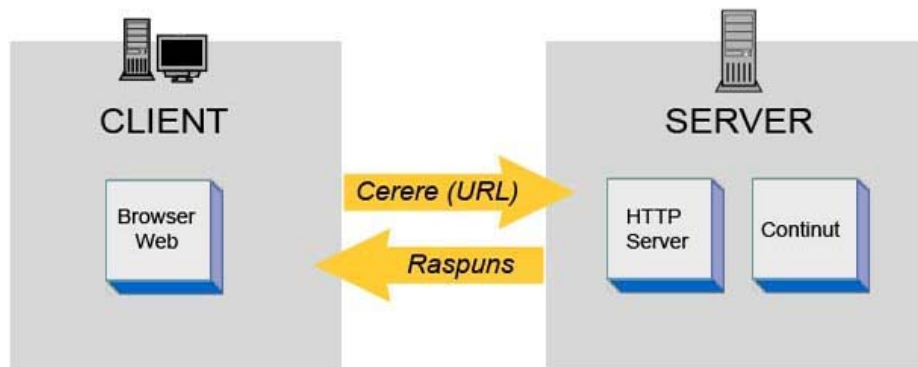 CLIENT
SERVER
Cerere (URL)
Browser
Web
HTTP
Server
Continut
Raspuns